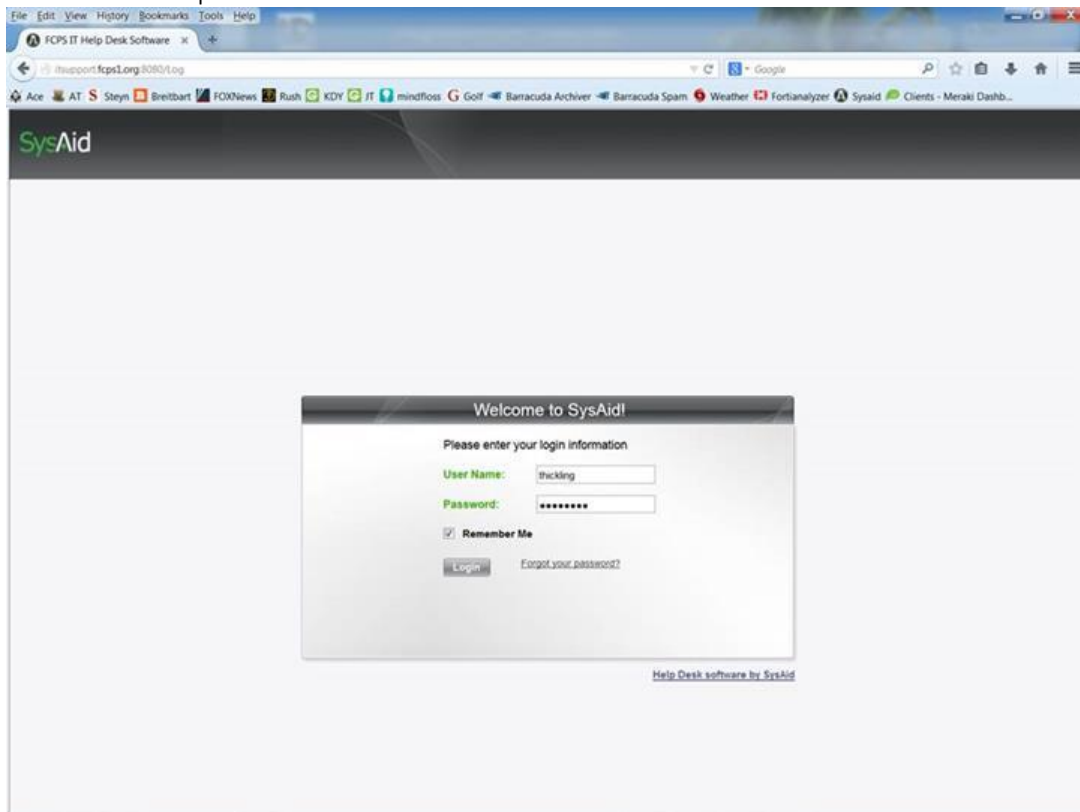 File Edit View History Bookmarks Tools Help
FCPS IT Help Desk Software × +
itsupport.fcps1.org:8080/Log Google
Ace AT Steyn Breitbart FOXNews Rush KDY JT mindfloss Golf Barracuda Archiver Barracuda Spam Weather Fortianalyzer Sysaid Clients - Meraki Dashb...
SysAid
Welcome to SysAid!
Please enter your login information
User Name: thickling
Password: ••••••••
Remember Me
Login Forgot your password?
Help Desk software by SysAid